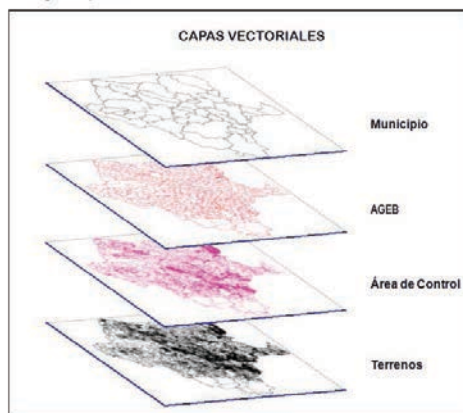 CAPAS VECTORIALES
Municipio
AGEB
Área de Control
Terrenos